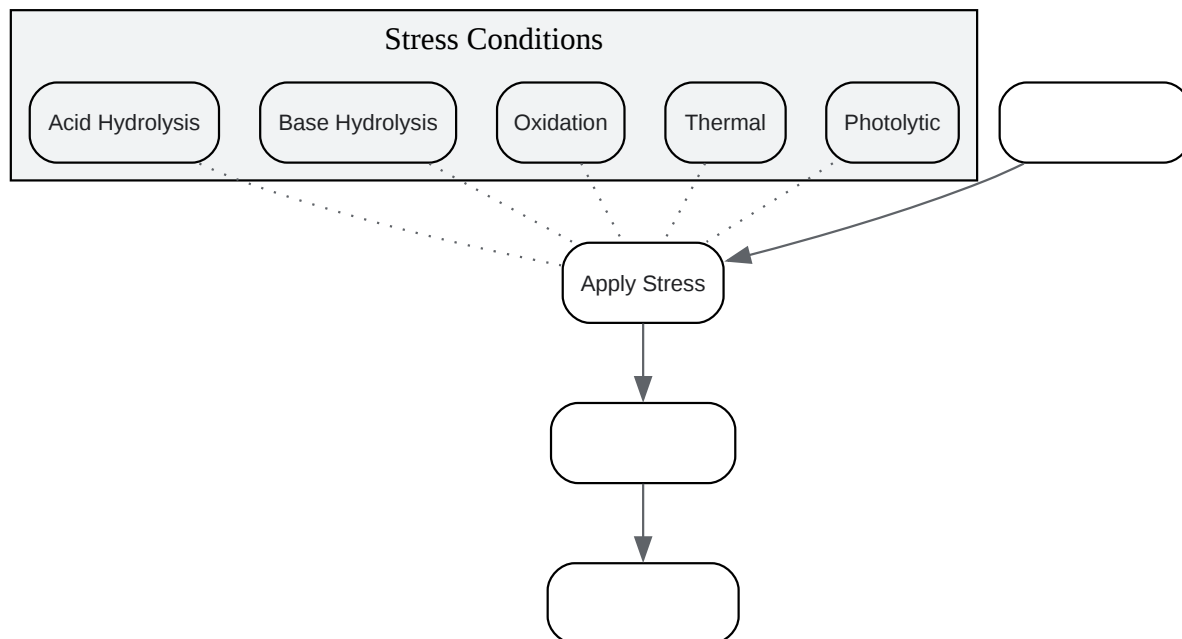 Stress Conditions
Acid Hydrolysis
Base Hydrolysis
Oxidation
Thermal
Photolytic
Apply Stress